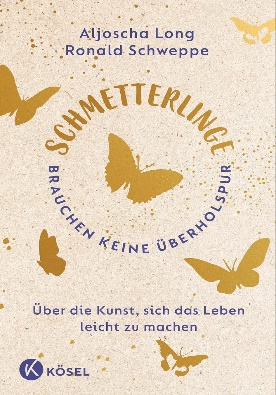 Aljoscha Long
Ronald Schweppe
SCHMETTERLINGE
BRAUCHEN KEINE ÜBERHOLSPUR
Über die Kunst, sich das Leben
leicht zu machen
K KÖSEL